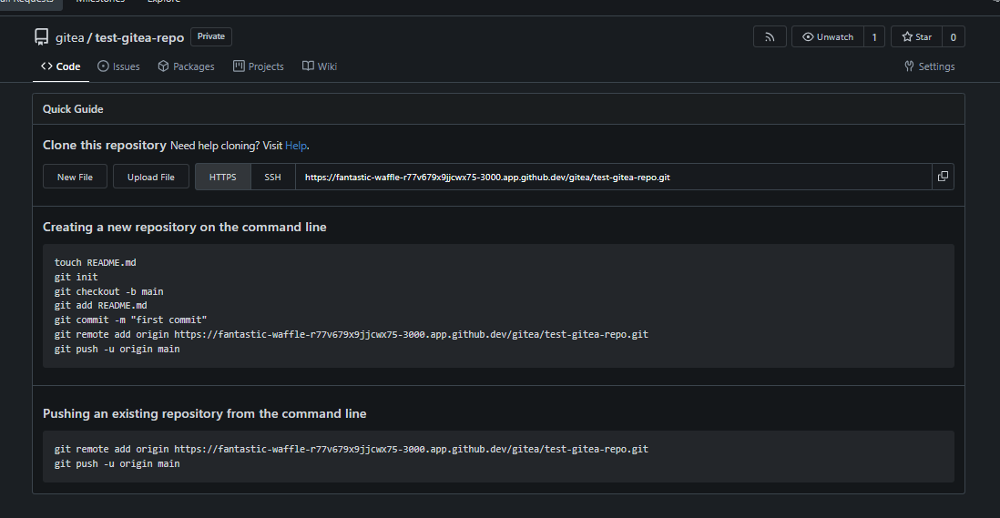 Milestones
gitea / test-gitea-repo Private Unwatch 1 Star 0
Code Issues Packages Projects Wiki Settings
Quick Guide
Clone this repository Need help cloning? Visit Help.
New File Upload File HTTPS SSH https://fantastic-waffle-r77v679x9jjcwx75-3000.app.github.dev/gitea/test-gitea-repo.git
Creating a new repository on the command line
touch README.md
git init
git checkout -b main
git add README.md
git commit -m "first commit"
git remote add origin https://fantastic-waffle-r77v679x9jjcwx75-3000.app.github.dev/gitea/test-gitea-repo.git
git push -u origin main
Pushing an existing repository from the command line
git remote add origin https://fantastic-waffle-r77v679x9jjcwx75-3000.app.github.dev/gitea/test-gitea-repo.git
git push -u origin main